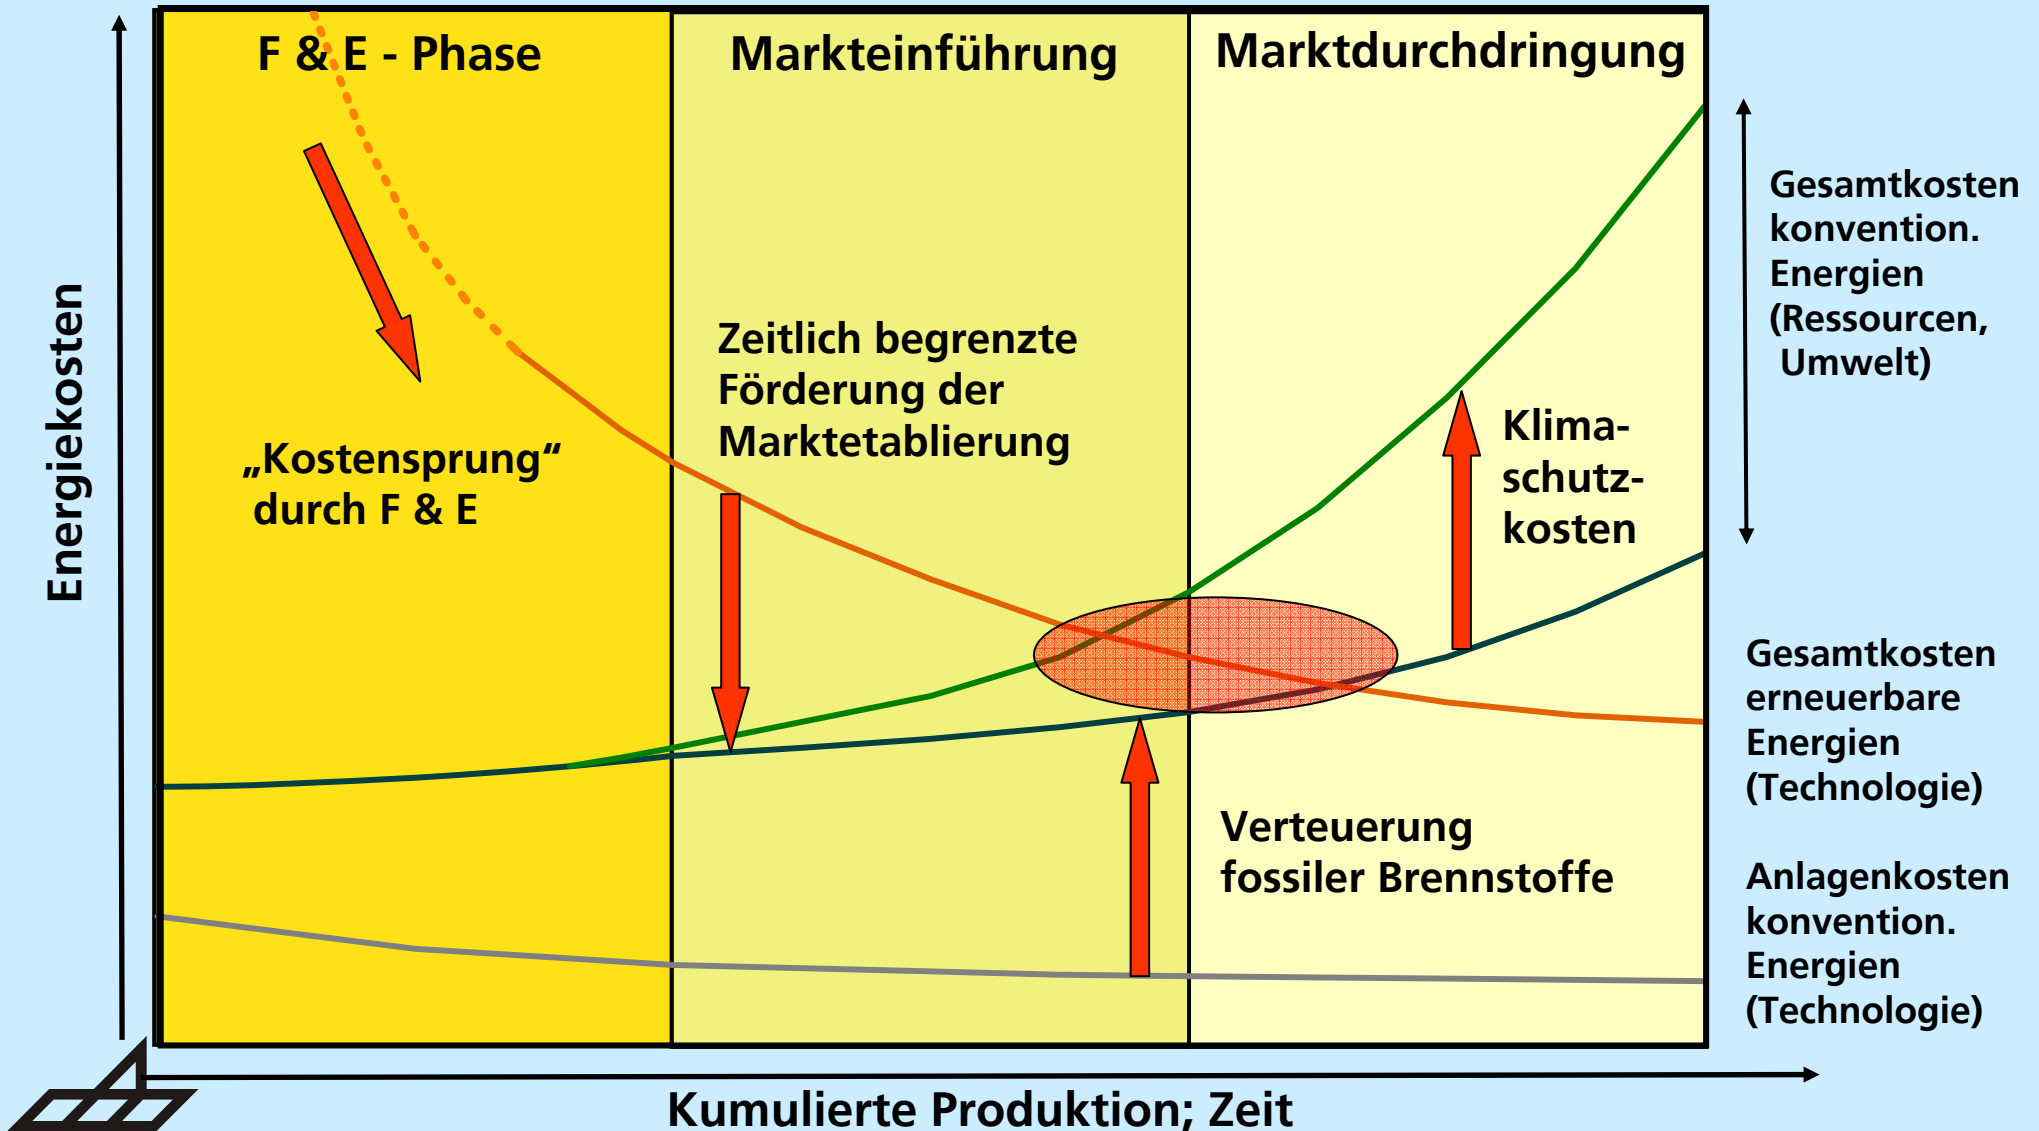 F & E - Phase
Markteinführung
Marktdurchdringung
Energiekosten
„Kostensprung“
durch F & E
Zeitlich begrenzte
Förderung der
Marktetablierung
Klima-
schutz-
kosten
Verteuerung
fossiler Brennstoffe
Gesamtkosten
konvention.
Energien
(Ressourcen,
Umwelt)
Gesamtkosten
erneuerbare
Energien
(Technologie)
Anlagenkosten
konvention.
Energien
(Technologie)
Kumulierte Produktion; Zeit